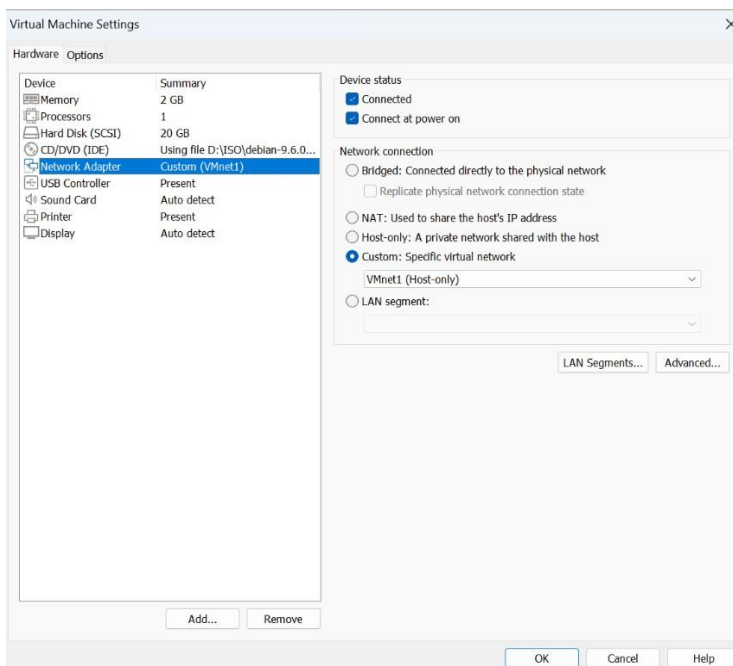 Virtual Machine Settings
Hardware Options
Device Summary
Memory 2 GB
Processors 1
Hard Disk (SCSI) 20 GB
CD/DVD (IDE) Using file D:\ISO\debian-9.6.0...
Network Adapter Custom (VMnet1)
USB Controller Present
Sound Card Auto detect
Printer Present
Display Auto detect
Add... Remove
Device status
Connected
Connect at power on
Network connection
Bridged: Connected directly to the physical network
Replicate physical network connection state
NAT: Used to share the host's IP address
Host-only: A private network shared with the host
Custom: Specific virtual network
VMnet1 (Host-only)
LAN segment:
LAN Segments... Advanced...
OK Cancel Help